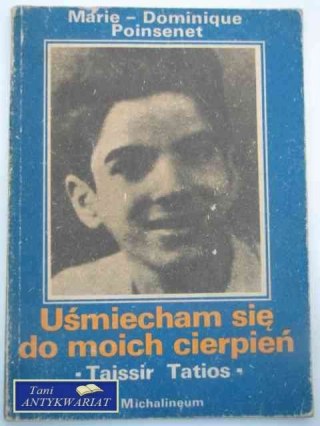 Marie - Dominique
Poinsenet
Uśmiecham się
do moich cierpień
- Taissir Tatios -
Michalineum
Tani
ANTYKWARIAT